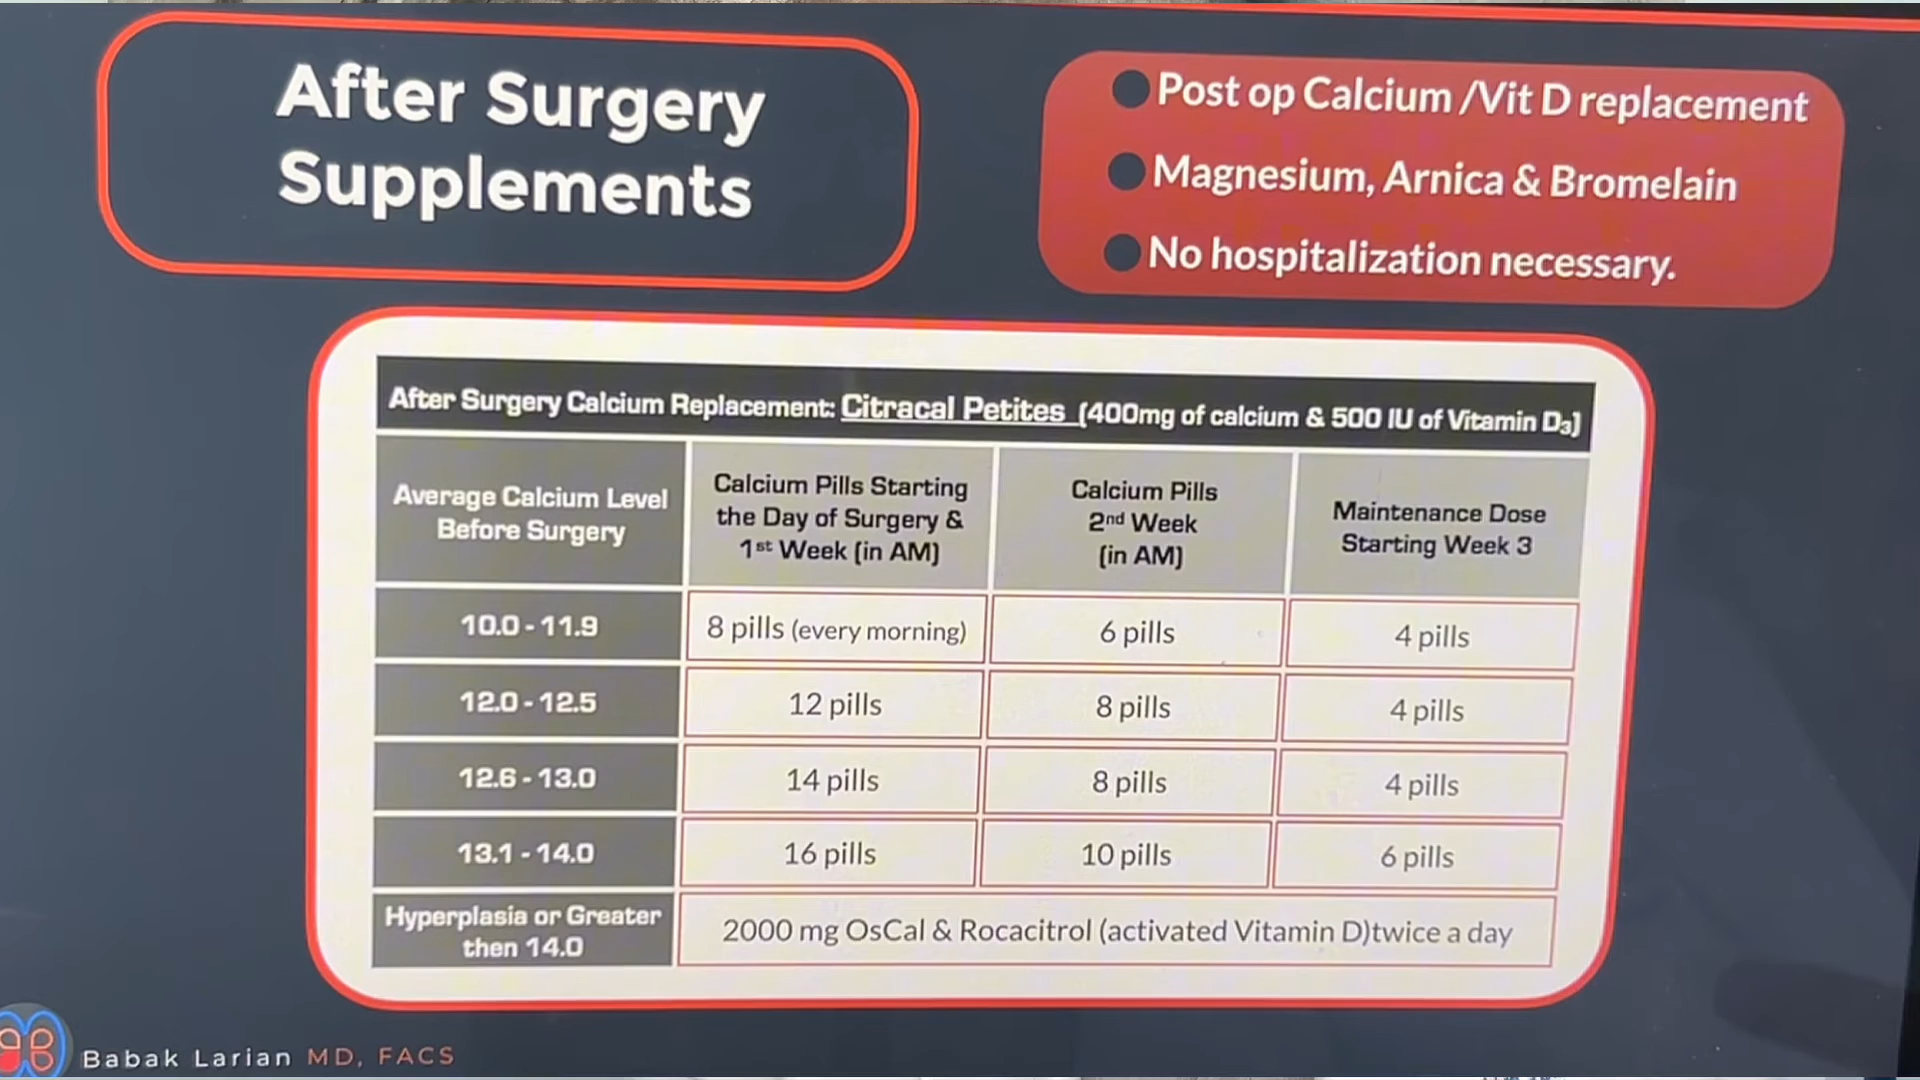 After Surgery
Supplements
Post op Calcium /Vit D replacement
Magnesium, Arnica & Bromelain
No hospitalization necessary.
After Surgery Calcium Replacement: Citracal Petites (400mg of calcium & 500 IU of Vitamin D₃)
Average Calcium Level
Before Surgery
Calcium Pills Starting
the Day of Surgery &
1st Week (in AM)
Calcium Pills
2nd Week
(in AM)
Maintenance Dose
Starting Week 3
10.0 - 11.9
8 pills (every morning)
6 pills
4 pills
12.0 - 12.5
12 pills
8 pills
4 pills
12.6 - 13.0
14 pills
8 pills
4 pills
13.1 - 14.0
16 pills
10 pills
6 pills
Hyperplasia or Greater
then 14.0
2000 mg OsCal & Rocacitrol (activated Vitamin D)twice a day
Babak Larian MD, FACS